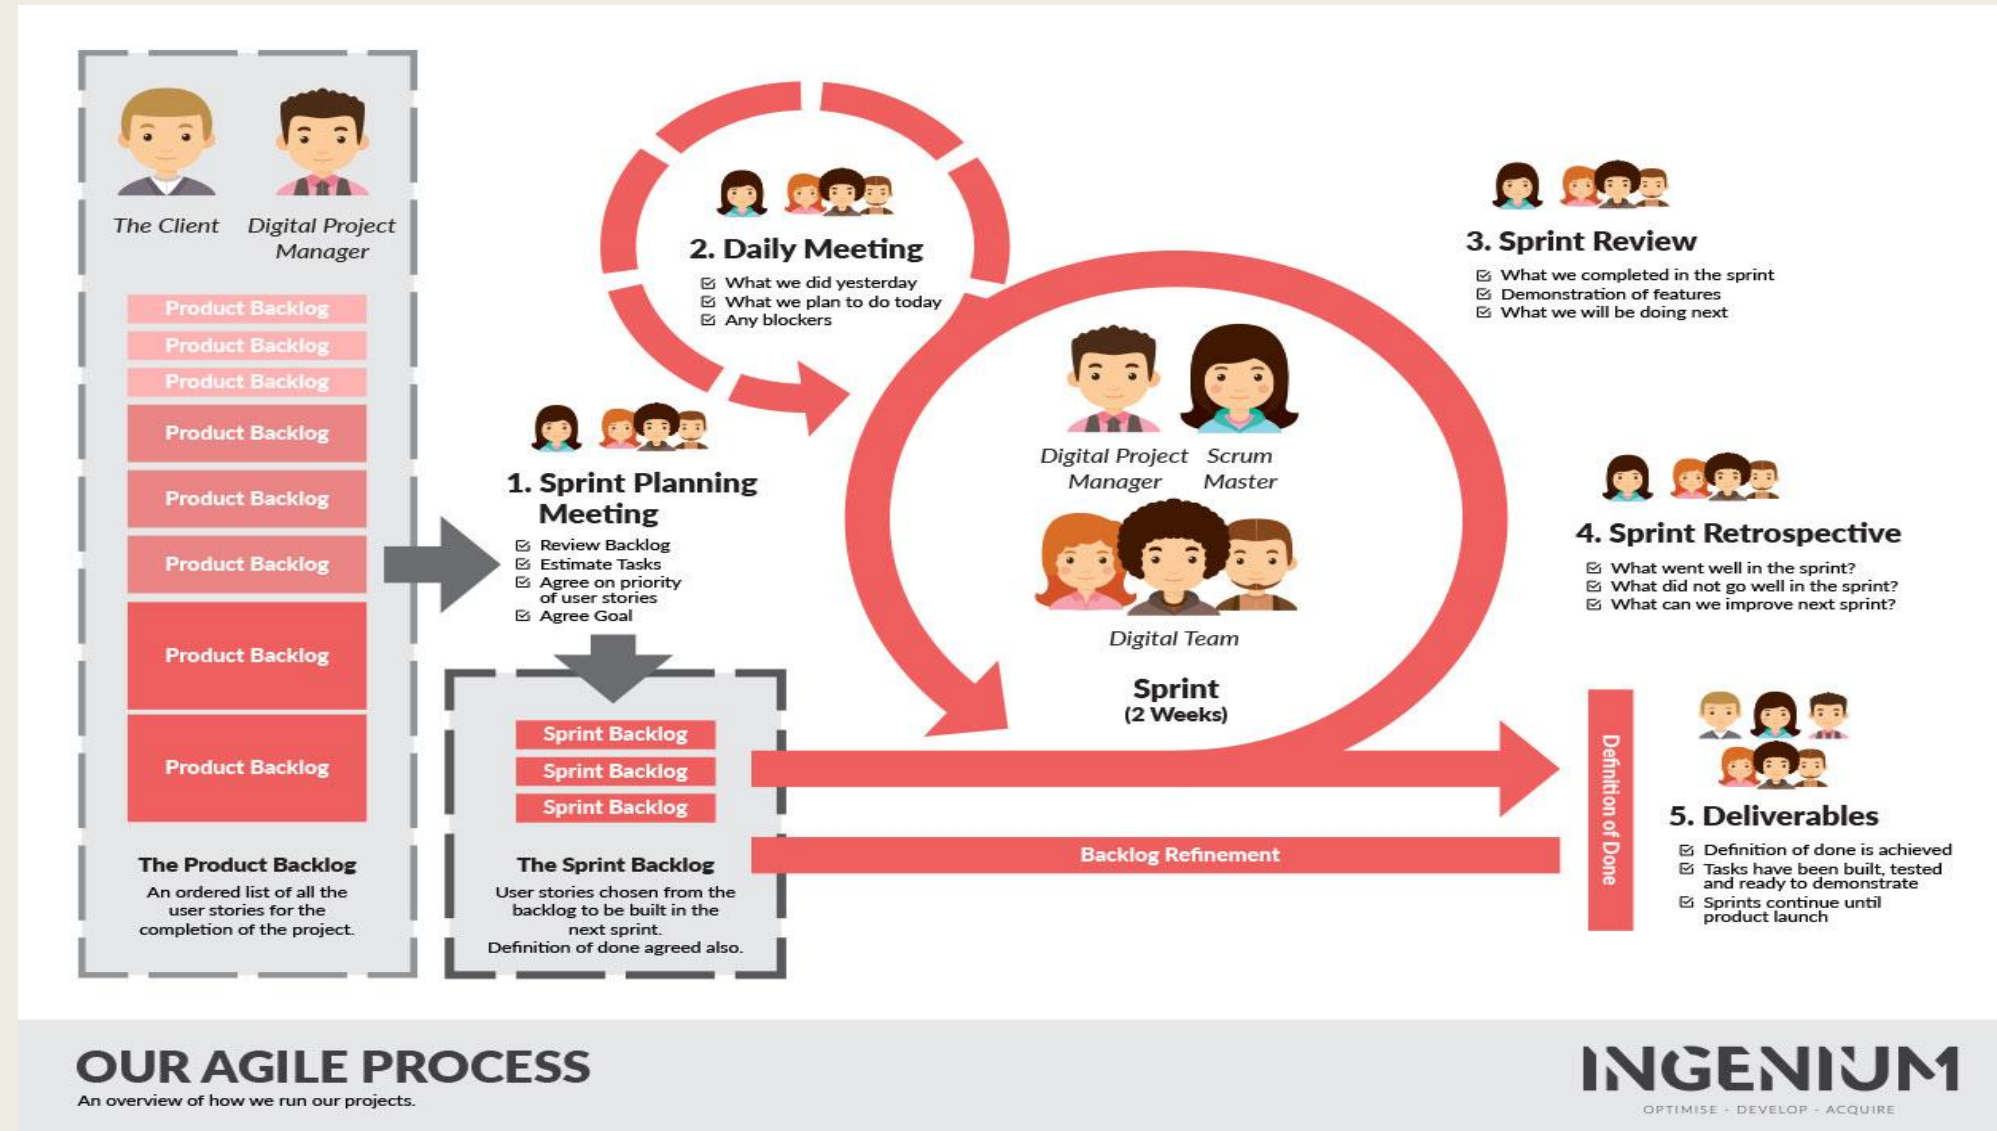 The Client
Digital Project
Manager
Product Backlog
Product Backlog
Product Backlog
Product Backlog
Product Backlog
Product Backlog
Product Backlog
Product Backlog
The Product Backlog
An ordered list of all the
user stories for the
completion of the project.
1. Sprint Planning
Meeting
Review Backlog
Estimate Tasks
Agree on priority
of user stories
Agree Goal
Sprint Backlog
Sprint Backlog
Sprint Backlog
The Sprint Backlog
User stories chosen from the
backlog to be built in the
next sprint.
Definition of done agreed also.
2. Daily Meeting
What we did yesterday
What we plan to do today
Any blockers
Digital Project
Manager
Scrum
Master
Digital Team
Sprint
(2 Weeks)
Backlog Refinement
3. Sprint Review
What we completed in the sprint
Demonstration of features
What we will be doing next
4. Sprint Retrospective
What went well in the sprint?
What did not go well in the sprint?
What can we improve next sprint?
Definition of Done
5. Deliverables
Definition of done is achieved
Tasks have been built, tested
and ready to demonstrate
Sprints continue until
product launch
OUR AGILE PROCESS
An overview of how we run our projects.
INGENIUM
OPTIMISE - DEVELOP - ACQUIRE